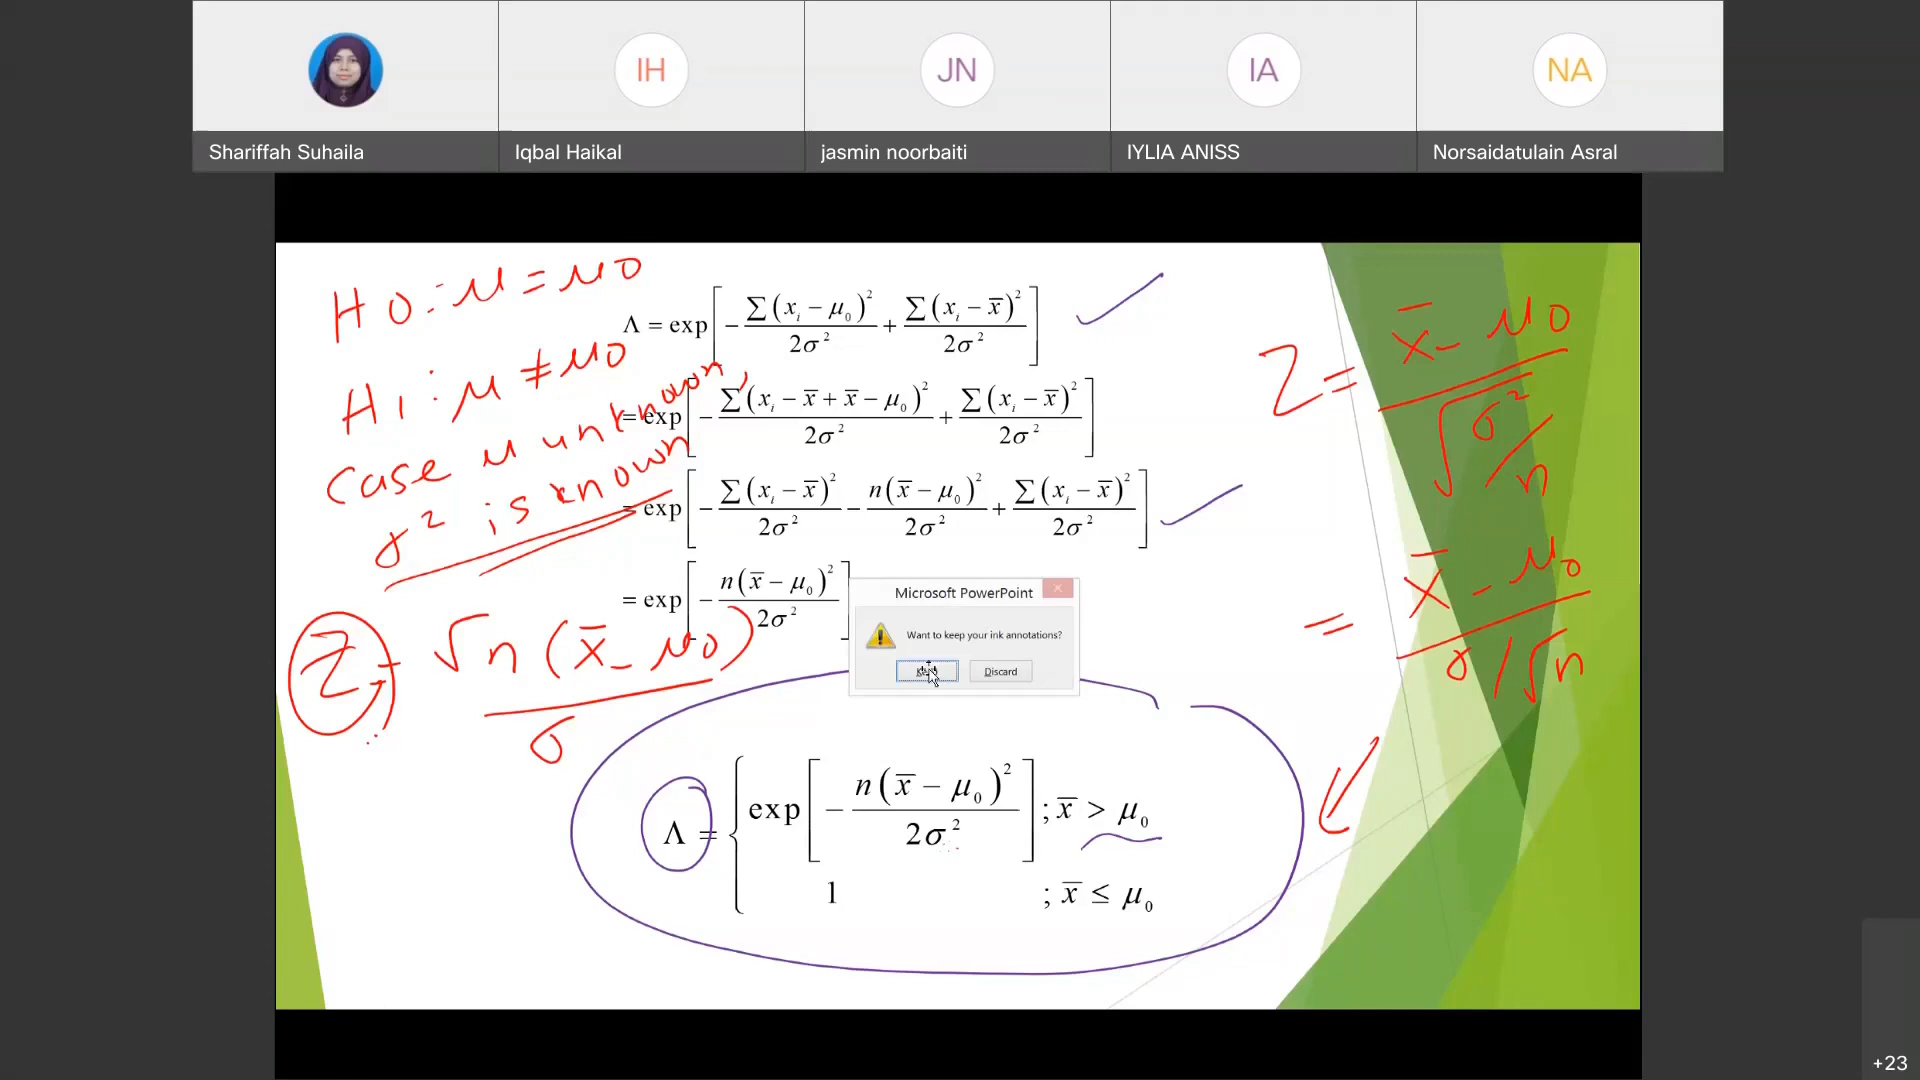 IH
JN
IA
NA
Shariffah Suhaila
Iqbal Haikal
jasmin noorbaiti
IYLIA ANISS
Norsaidatulain Asral
H0: μ = μ0
H1: μ ≠ μ0
Case μ unknown,
σ² is known
Z = √n (x̄ - μ0) / σ
Λ = exp[ - ∑(xᵢ − μ₀)² / 2σ² + ∑(xᵢ − x̄)² / 2σ² ]
= exp[ - ∑(xᵢ − x̄ + x̄ − μ₀)² / 2σ² + ∑(xᵢ − x̄)² / 2σ² ]
= exp[ - ∑(xᵢ − x̄)² / 2σ² − n(x̄ − μ₀)² / 2σ² + ∑(xᵢ − x̄)² / 2σ² ]
= exp[ - n(x̄ − μ₀)² / 2σ² ]
Microsoft PowerPoint
Want to keep your ink annotations?
Discard
Λ = { exp[ - n(x̄ − μ₀)² / 2σ² ] ; x̄ > μ₀
1 ; x̄ ≤ μ₀
Z = x̄ - μ0 / √(σ²/n)
= x̄ - μ0 / σ/√n
+23